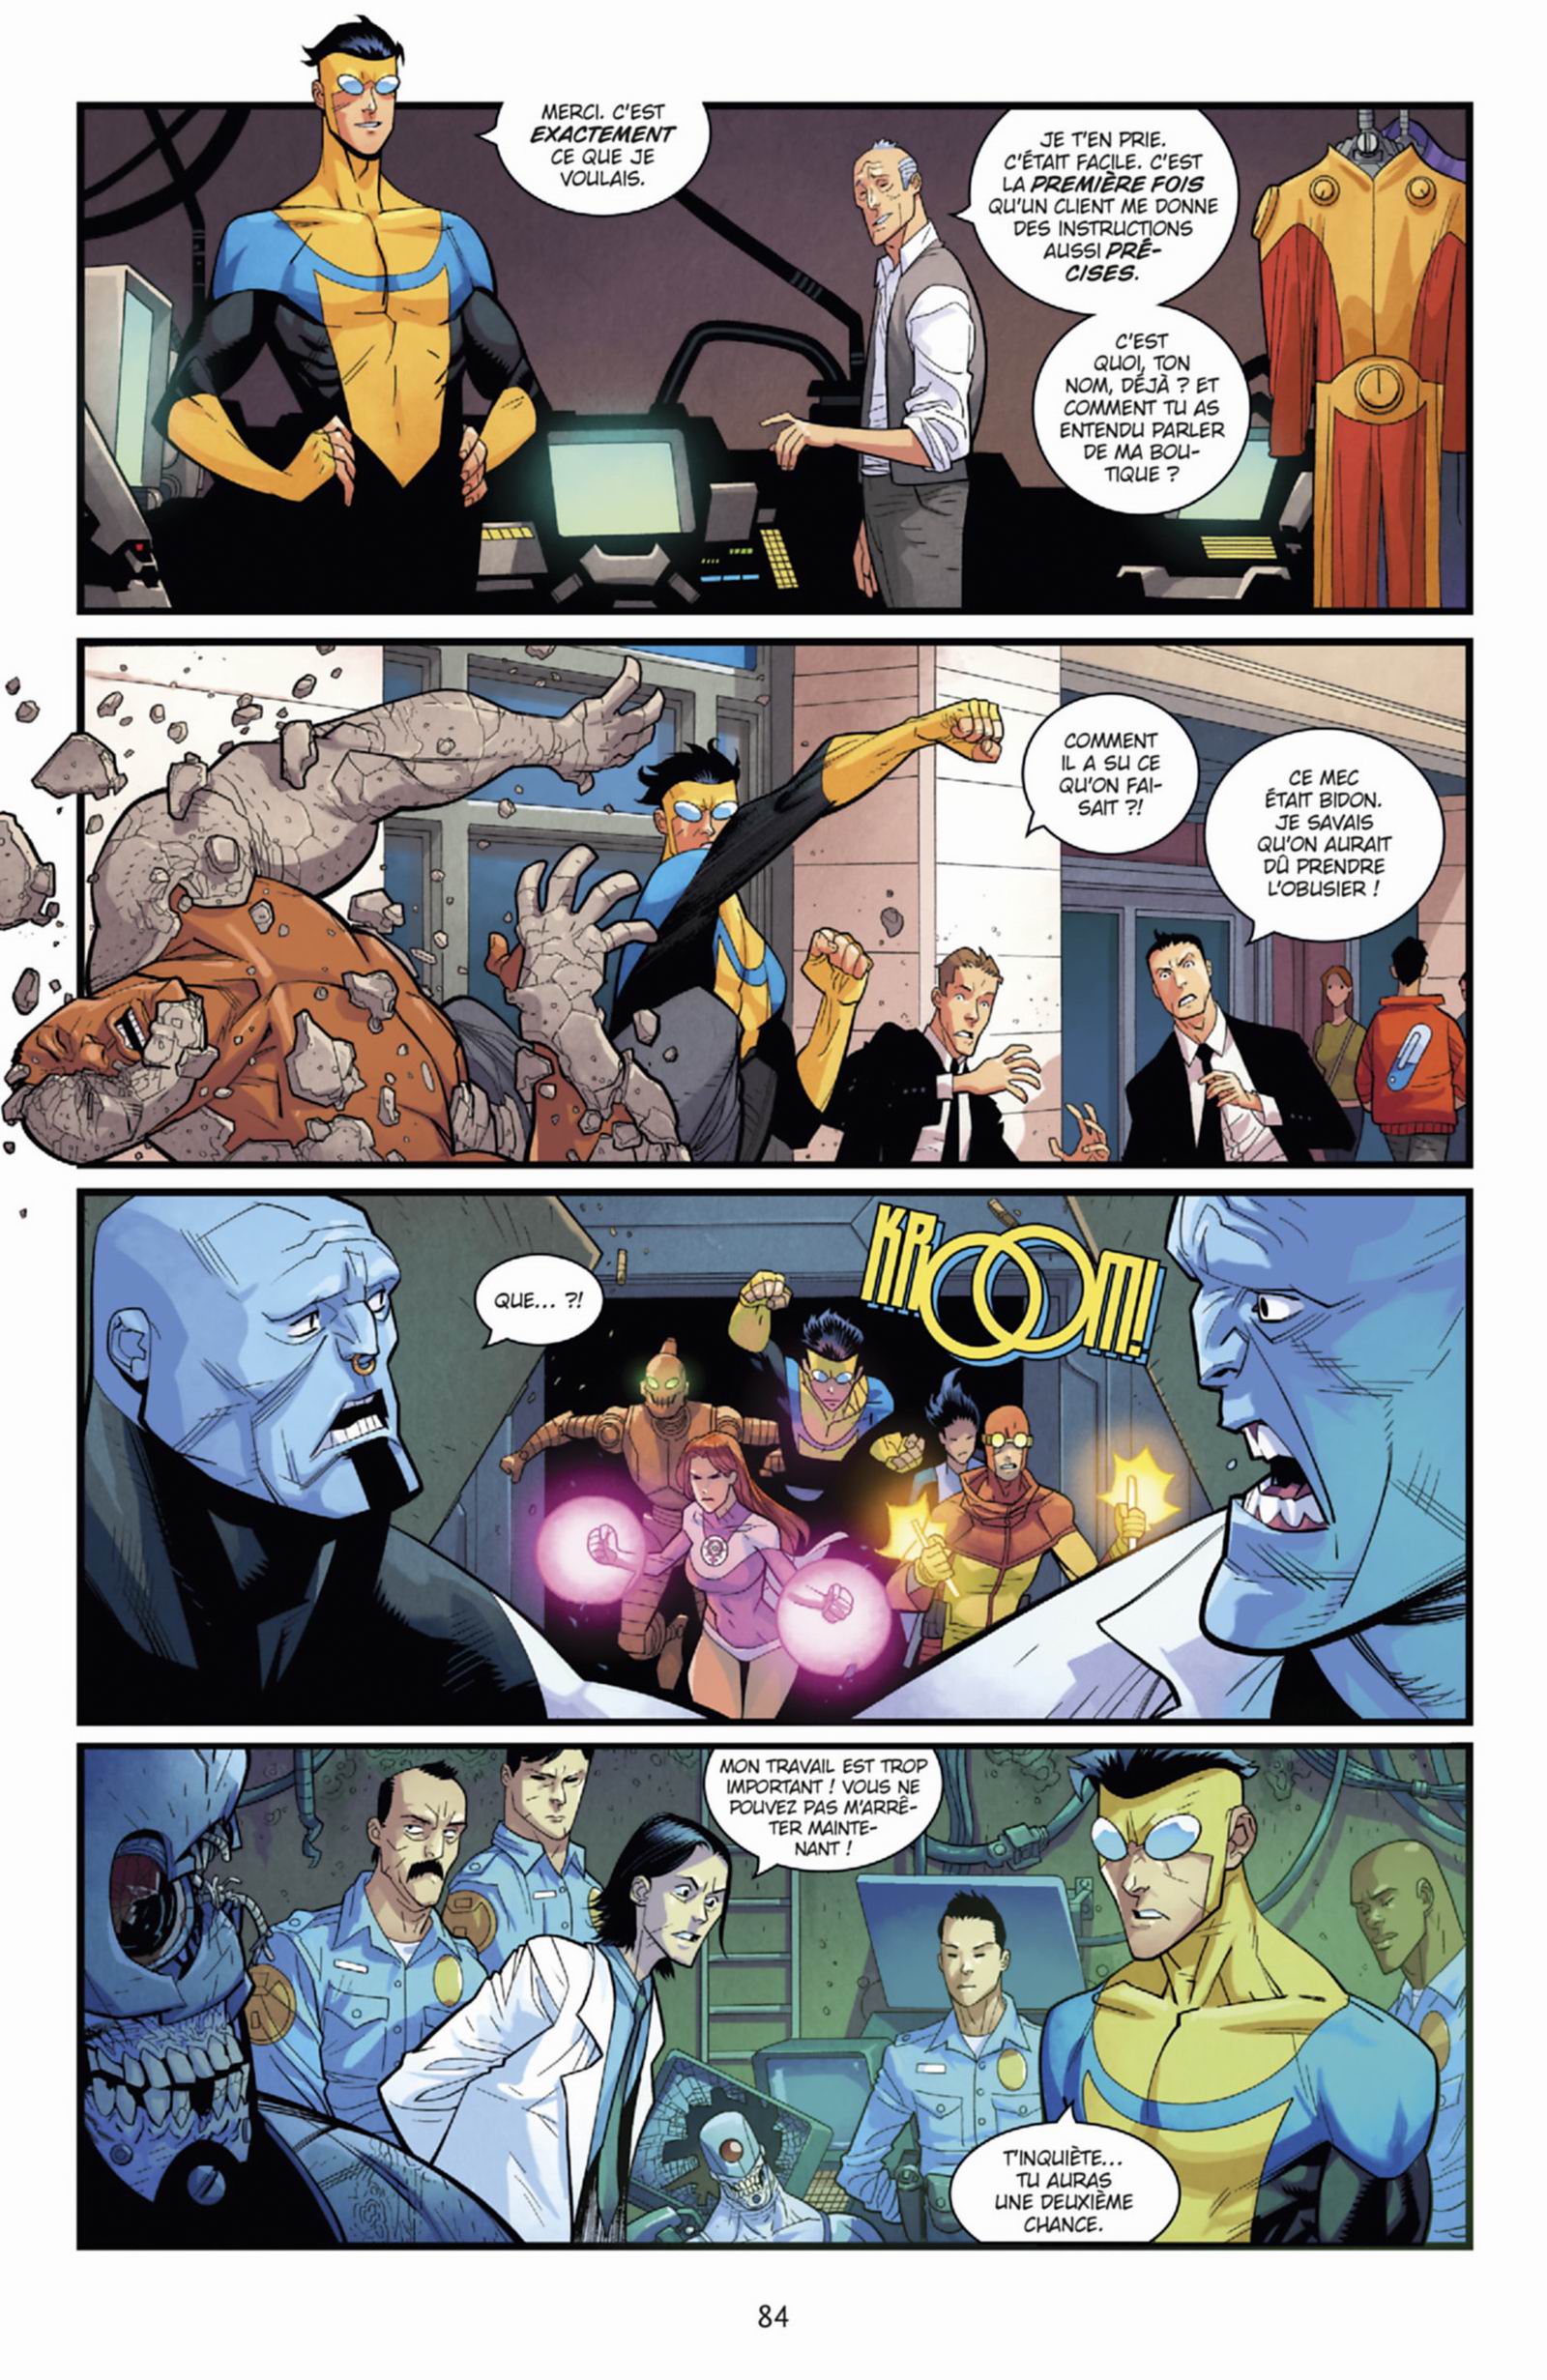 MERCI. C'EST
EXACTEMENT
CE QUE JE
VOULAIS.
JE T'EN PRIE.
C'ÉTAIT FACILE. C'EST
LA PREMIÈRE FOIS
QU'UN CLIENT ME DONNE
DES INSTRUCTIONS
AUSSI PRÉ-
CISES.
C'EST
QUOI, TON
NOM, DÉJÀ ? ET
COMMENT TU AS
ENTENDU PARLER
DE MA BOU-
TIQUE ?
COMMENT
IL A SU CE
QU'ON FAI-
SAIT ?!
CE MEC
ÉTAIT BIDON.
JE SAVAIS
QU'ON AURAIT
DÛ PRENDRE
L'OBUSIER !
QUE... ?!
KROOM!
MON TRAVAIL EST TROP
IMPORTANT ! VOUS NE
POUVEZ PAS M'ARRÊ-
TER MAINTE-
NANT !
T'INQUIÈTE...
TU AURAS
UNE DEUXIÈME
CHANCE.
84